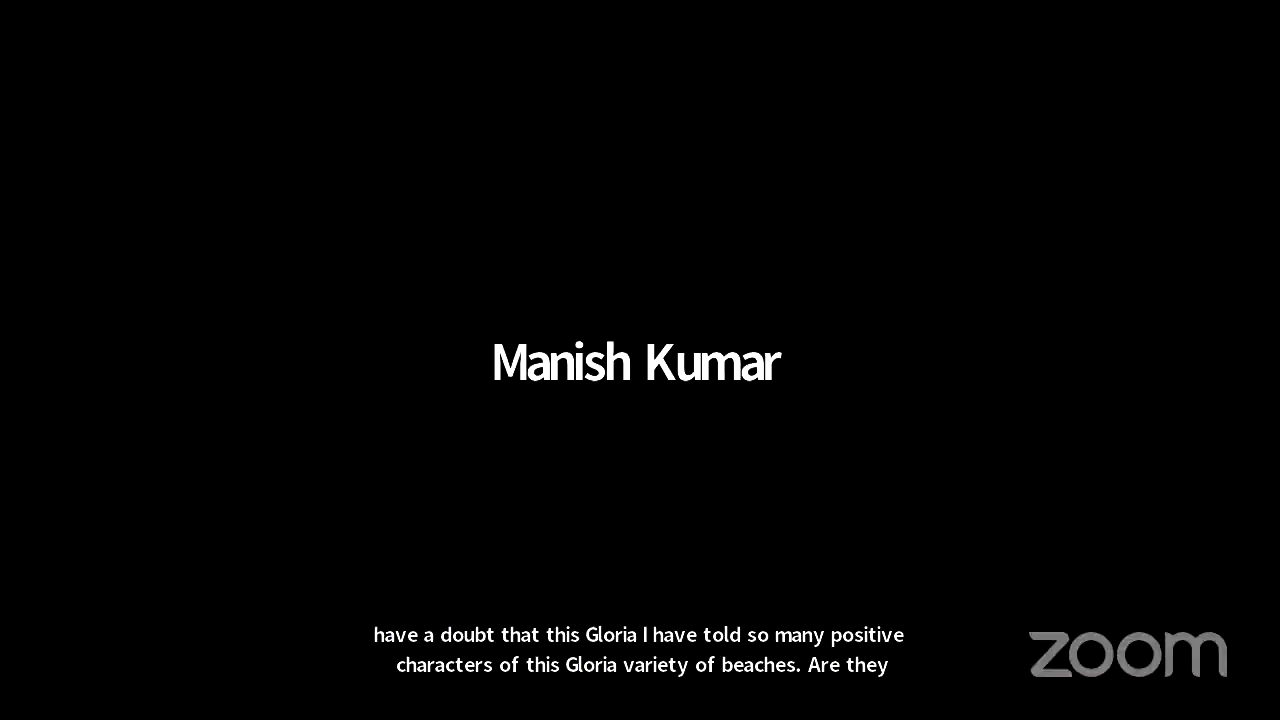 Manish Kumar
have a doubt that this Gloria I have told so many positive
characters of this Gloria variety of beaches. Are they
zoom